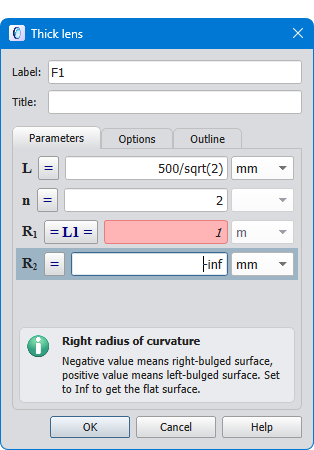 Thick lens
Label: F1
Title:
Parameters Options Outline
L = 500/sqrt(2) mm
n = 2
R1 = L1 = 1 m
R2 = -inf mm
Right radius of curvature
Negative value means right-bulged surface,
positive value means left-bulged surface. Set
to Inf to get the flat surface.
OK Cancel Help